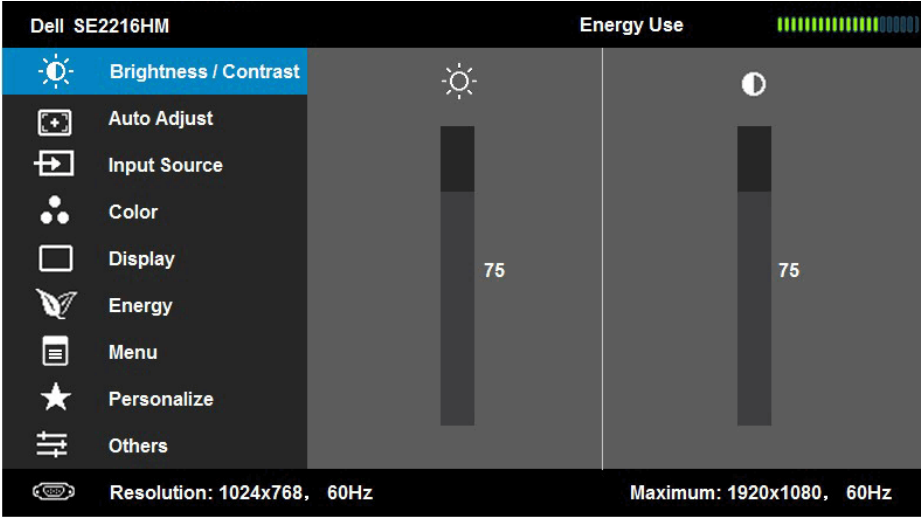 Dell SE2216HM Energy Use
Brightness / Contrast
Auto Adjust
Input Source
Color
Display
75 75
Energy
Menu
Personalize
Others
Resolution: 1024x768, 60Hz Maximum: 1920x1080, 60Hz